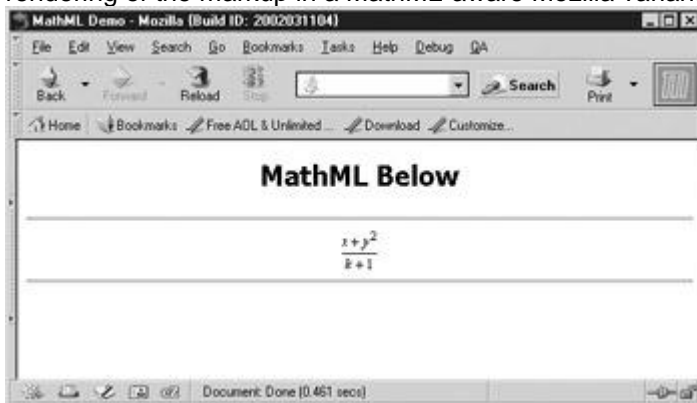 rendering of the markup in a MathML aware Mozilla variant
MathML Demo - Mozilla {Build ID: 2002031104}
File Edit View Search Go Bookmarks Tasks Help Debug QA
Back Forward Reload Stop Search Print
Home Bookmarks Free AOL & Unlimited... Download Customize...
MathML Below
x+y2
k+1
Document: Done (0.461 secs)